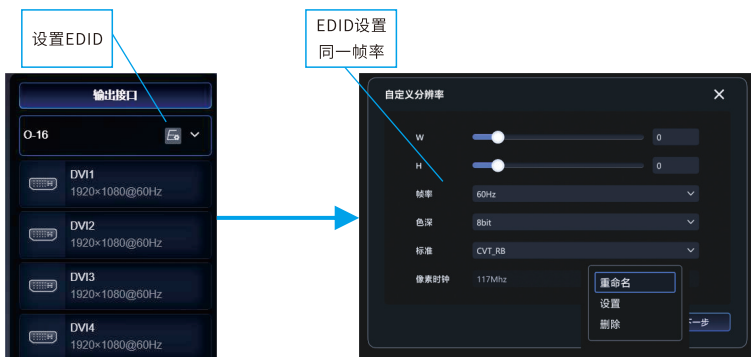 设置EDID
EDID设置
同一帧率
输出接口
O-16
DVI1
1920×1080@60Hz
DVI2
1920×1080@60Hz
DVI3
1920×1080@60Hz
DVI4
1920×1080@60Hz
自定义分辨率
W
0
H
0
帧率
60Hz
色深
8bit
标准
CVT_RB
像素时钟
117Mhz
重命名
设置
删除
一步